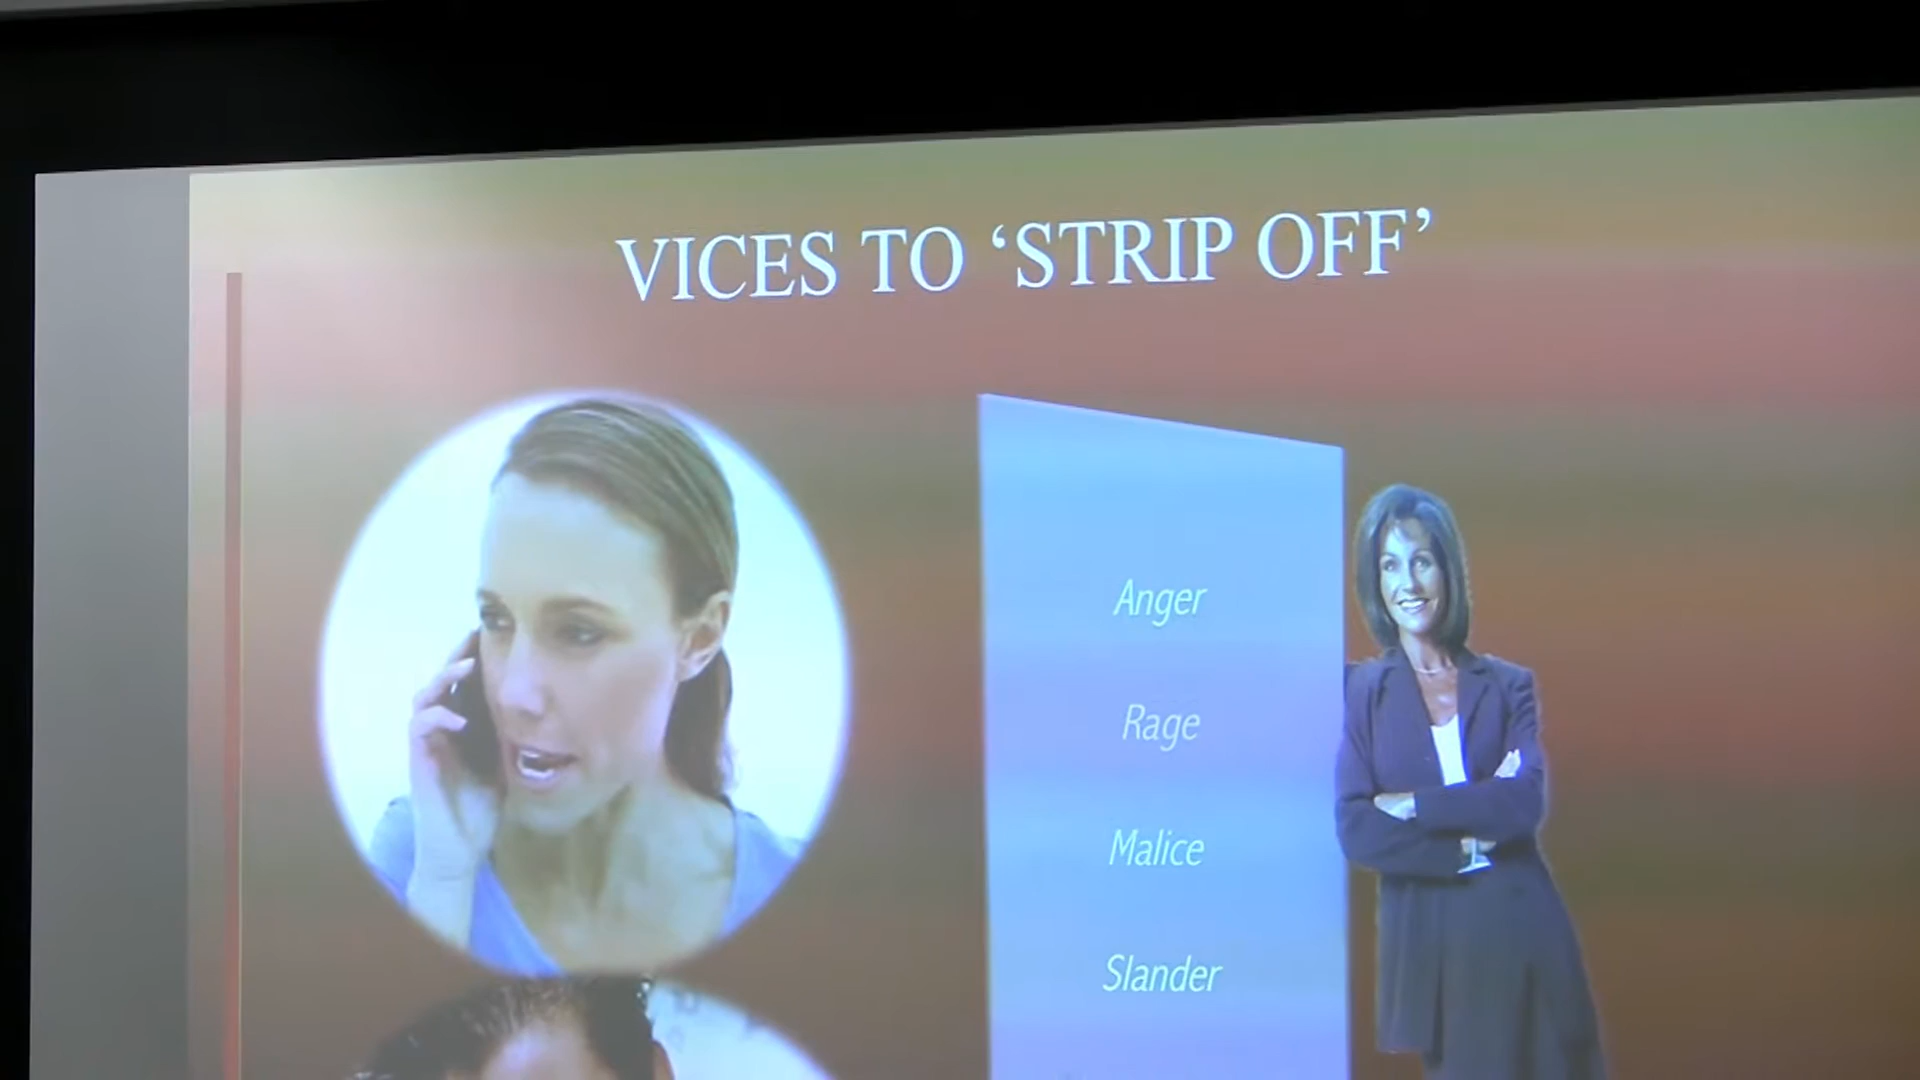 VICES TO ‘STRIP OFF’
Anger
Rage
Malice
Slander